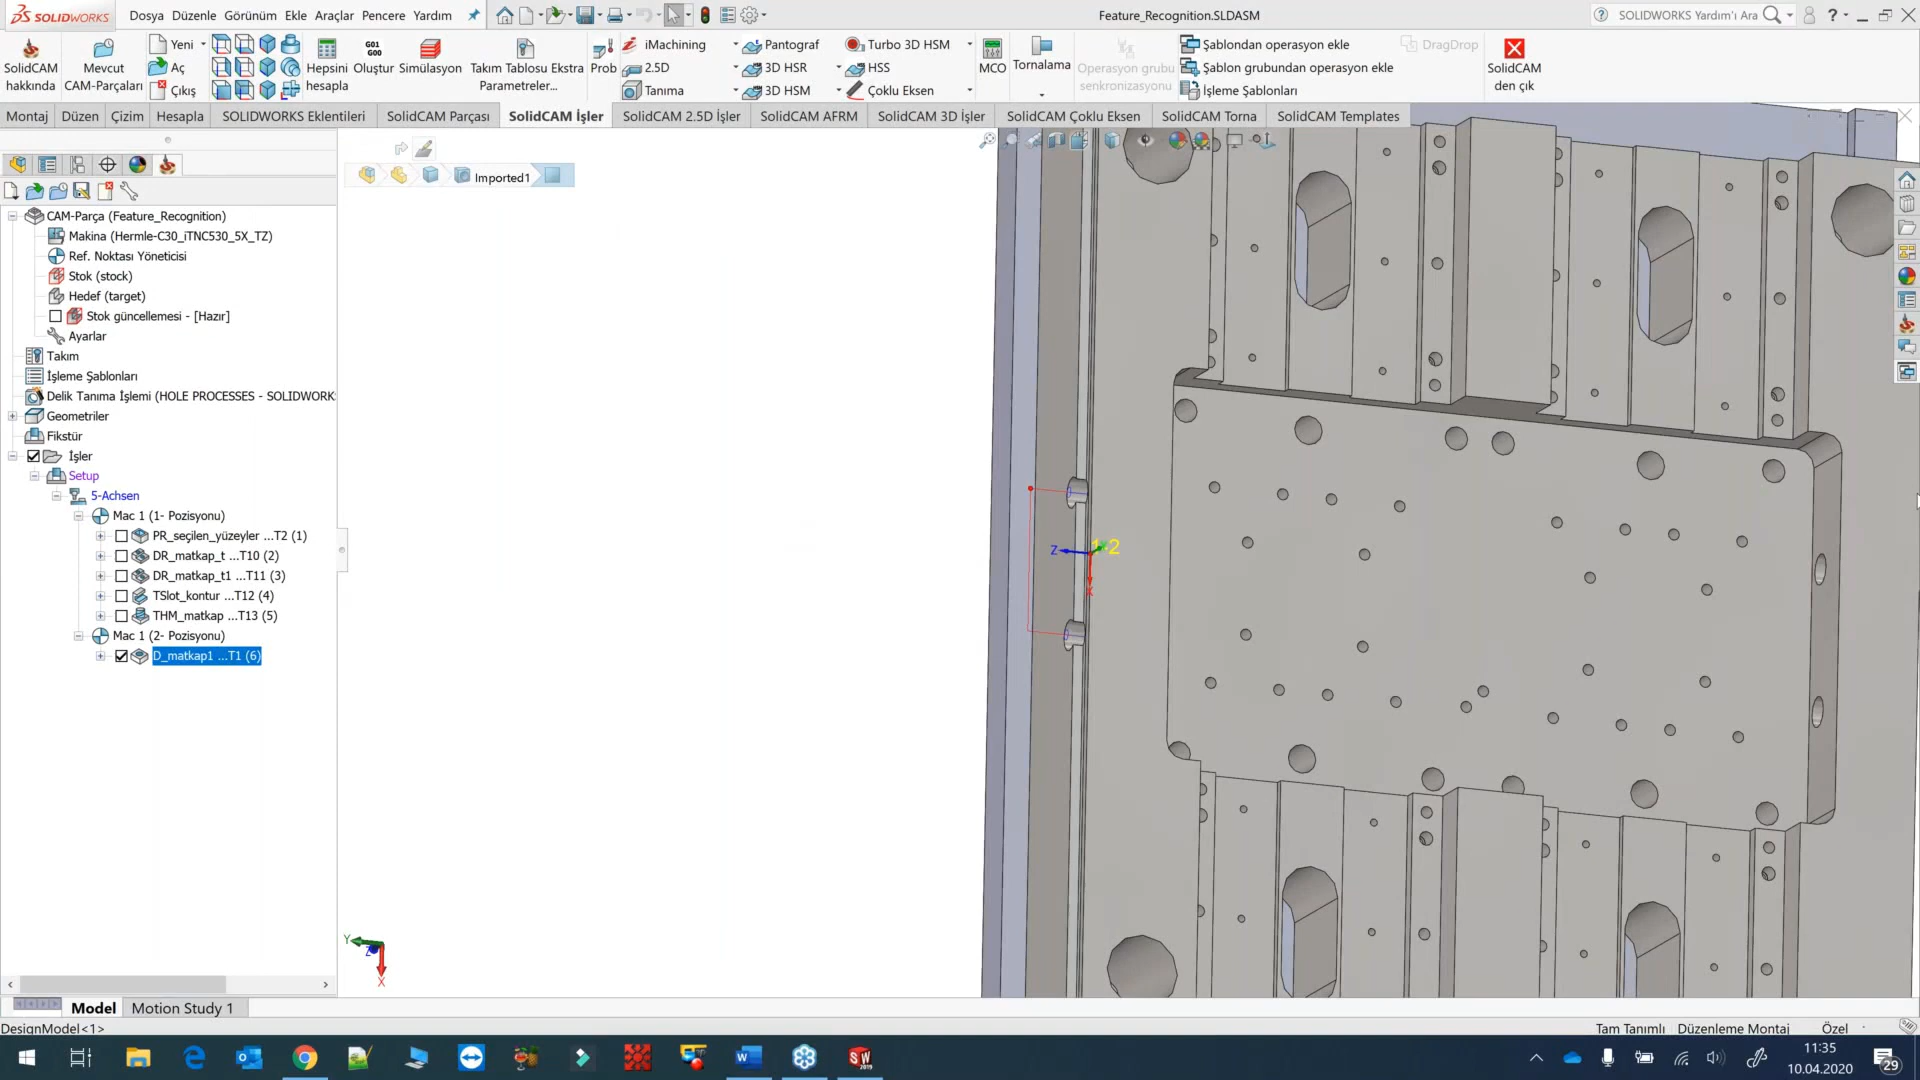 SOLIDWORKS Dosya Düzenle Görünüm Ekle Araçlar Pencere Yardım Feature_Recognition.SLDASM SOLIDWORKS Yardım'ı Ara
SolidCAM hakkında
Mevcut CAM-Parçaları
Yeni
Aç
Çıkış
Hepsini hesapla
G01 G00
Oluştur
Simülasyon
Takım Tablosu Ekstra Parametreler...
Prob
iMachining
2.5D
Tanıma
Pantograf
3D HSR
3D HSM
Turbo 3D HSM
HSS
Çoklu Eksen
MCO
Tornalama
Operasyon grubu senkronizasyonu
Şablondan operasyon ekle
Şablon grubundan operasyon ekle
İşleme Şablonları
DragDrop
SolidCAM den çık
Montaj Düzen Çizim Hesapla SOLIDWORKS Eklentileri SolidCAM Parçası SolidCAM İşler SolidCAM 2.5D İşler SolidCAM AFRM SolidCAM 3D İşler SolidCAM Çoklu Eksen SolidCAM Torna SolidCAM Templates
Imported1
CAM-Parça (Feature_Recognition)
Makina (Hermle-C30_iTNC530_5X_TZ)
Ref. Noktası Yöneticisi
Stok (stock)
Hedef (target)
Stok güncellemesi - [Hazır]
Ayarlar
Takım
İşleme Şablonları
Delik Tanıma İşlemi (HOLE PROCESSES - SOLIDWORK
Geometriler
Fikstür
İşler
Setup
5-Achsen
Mac 1 (1- Pozisyonu)
PR_seçilen_yüzeyler ...T2 (1)
DR_matkap_t ...T10 (2)
DR_matkap_t1 ...T11 (3)
TSlot_kontur ...T12 (4)
THM_matkap ...T13 (5)
Mac 1 (2- Pozisyonu)
D_matkap1 ...T1 (6)
Z
X
Y
Z
X
Model Motion Study 1
DesignModel<1>
Tam Tanımlı Düzenleme Montaj Özel
11:35
10.04.2020
29
SW
2019